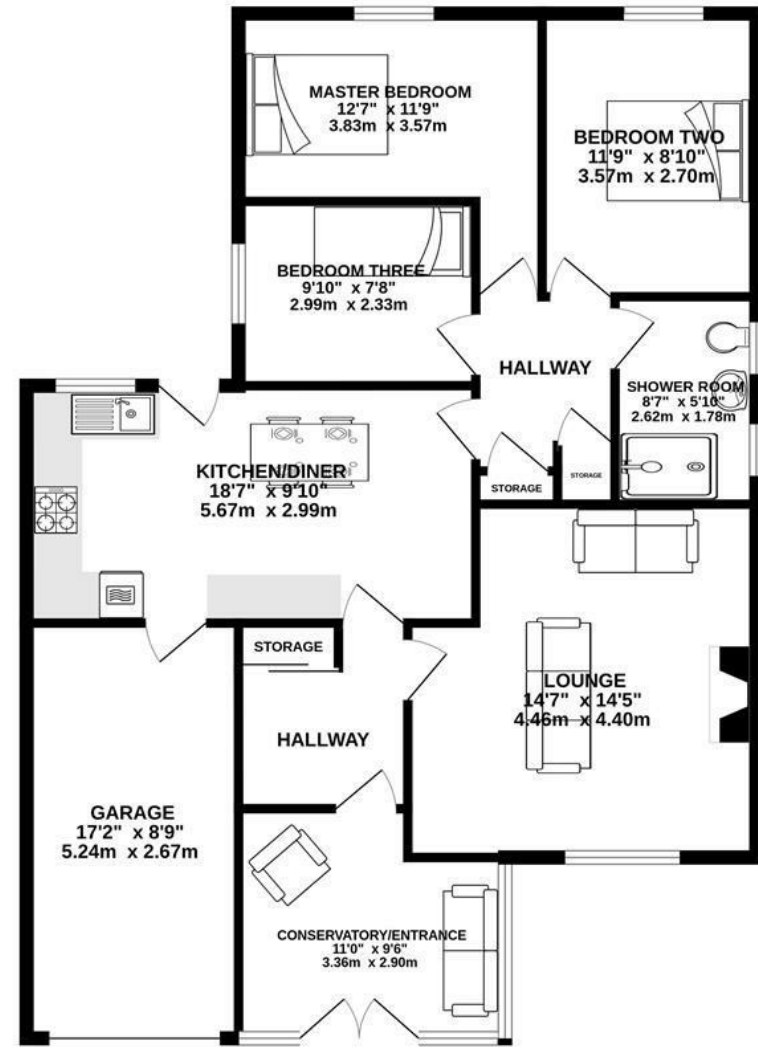 MASTER BEDROOM
12'7" x 11'9"
3.83m x 3.57m
BEDROOM TWO
11'9" x 8'10"
3.57m x 2.70m
BEDROOM THREE
9'10" x 7'8"
2.99m x 2.33m
HALLWAY
SHOWER ROOM
8'7" x 5'10"
2.62m x 1.78m
KITCHEN/DINER
18'7" x 9'10"
5.67m x 2.99m
STORAGE
STORAGE
STORAGE
LOUNGE
14'7" x 14'5"
4.46m x 4.40m
HALLWAY
GARAGE
17'2" x 8'9"
5.24m x 2.67m
CONSERVATORY/ENTRANCE
11'0" x 9'6"
3.36m x 2.90m